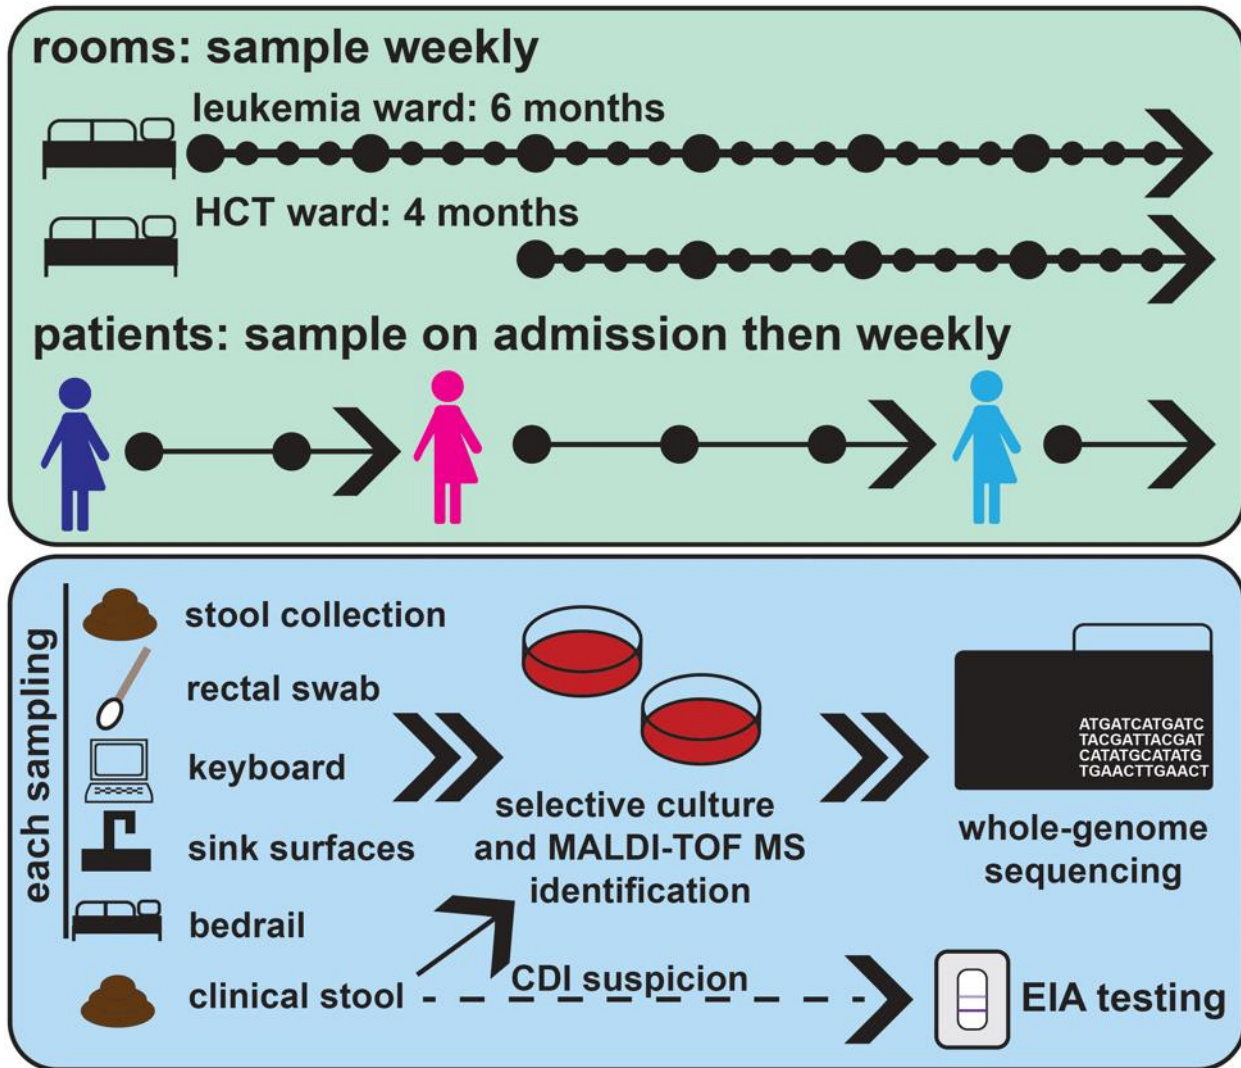 rooms: sample weekly
leukemia ward: 6 months
HCT ward: 4 months
patients: sample on admission then weekly
each sampling
stool collection
rectal swab
keyboard
sink surfaces
bedrail
clinical stool
selective culture
and MALDI-TOF MS
identification
ATGATCATGATC
TACGATTACGAT
CATATGCATATG
TGAACTTGAACT
whole-genome
sequencing
CDI suspicion
EIA testing